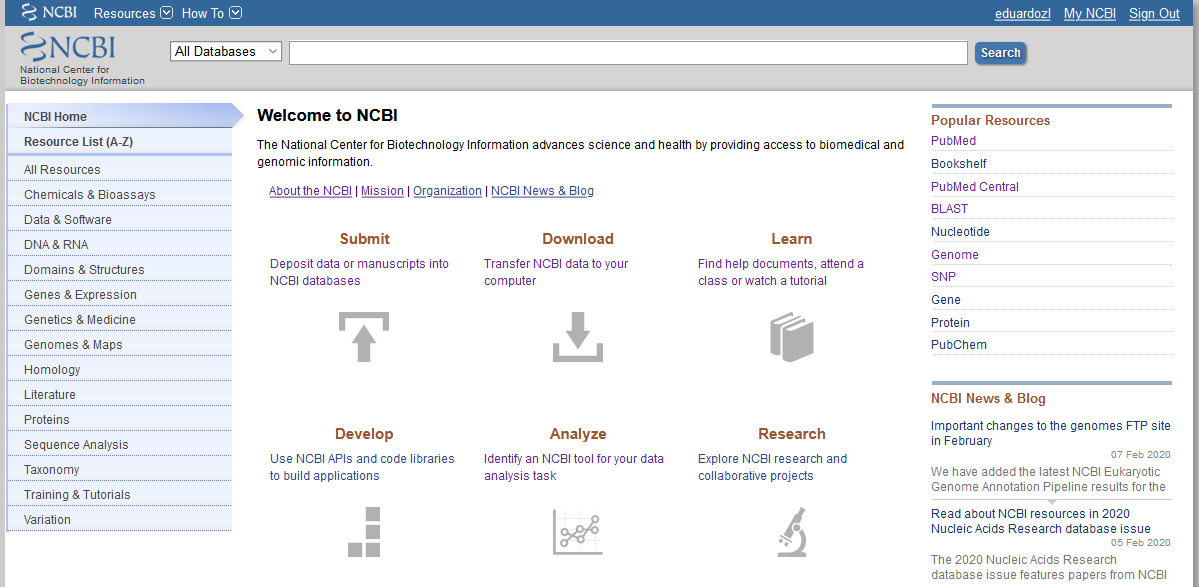 NCBI Resources How To eduardozl My NCBI Sign Out
NCBI
National Center for
Biotechnology Information
All Databases Search
NCBI Home
Resource List (A-Z)
All Resources
Chemicals & Bioassays
Data & Software
DNA & RNA
Domains & Structures
Genes & Expression
Genetics & Medicine
Genomes & Maps
Homology
Literature
Proteins
Sequence Analysis
Taxonomy
Training & Tutorials
Variation
Welcome to NCBI
The National Center for Biotechnology Information advances science and health by providing access to biomedical and
genomic information.
About the NCBI | Mission | Organization | NCBI News & Blog
Submit
Deposit data or manuscripts into
NCBI databases
Download
Transfer NCBI data to your
computer
Learn
Find help documents, attend a
class or watch a tutorial
Develop
Use NCBI APIs and code libraries
to build applications
Analyze
Identify an NCBI tool for your data
analysis task
Research
Explore NCBI research and
collaborative projects
Popular Resources
PubMed
Bookshelf
PubMed Central
BLAST
Nucleotide
Genome
SNP
Gene
Protein
PubChem
NCBI News & Blog
Important changes to the genomes FTP site
in February
07 Feb 2020
We have added the latest NCBI Eukaryotic
Genome Annotation Pipeline results for the
Read about NCBI resources in 2020
Nucleic Acids Research database issue
05 Feb 2020
The 2020 Nucleic Acids Research
database issue features papers from NCBI